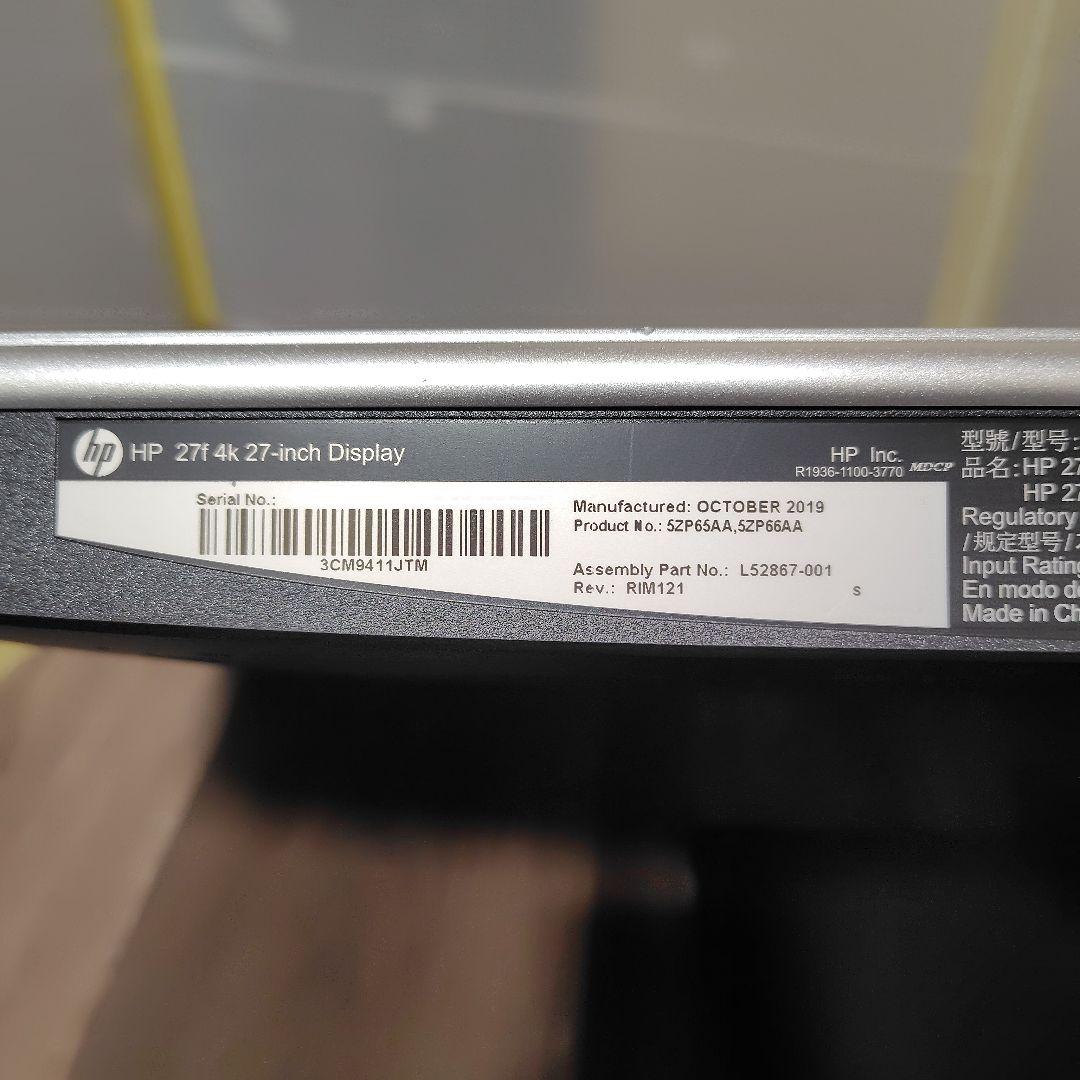 hp HP 27f 4k 27-inch Display
HP Inc.
R1936-1100-3770 MDCP
Serial No.:
3CM9411JTM
Manufactured: OCTOBER 2019
Product No.: 5ZP65AA,5ZP66AA
Assembly Part No.: L52867-001
Rev.: RIM121
s
型號/型号:
品名:HP 27
HP 27
Regulatory
/规定型号/
Input Rating
En modo de
Made in Ch